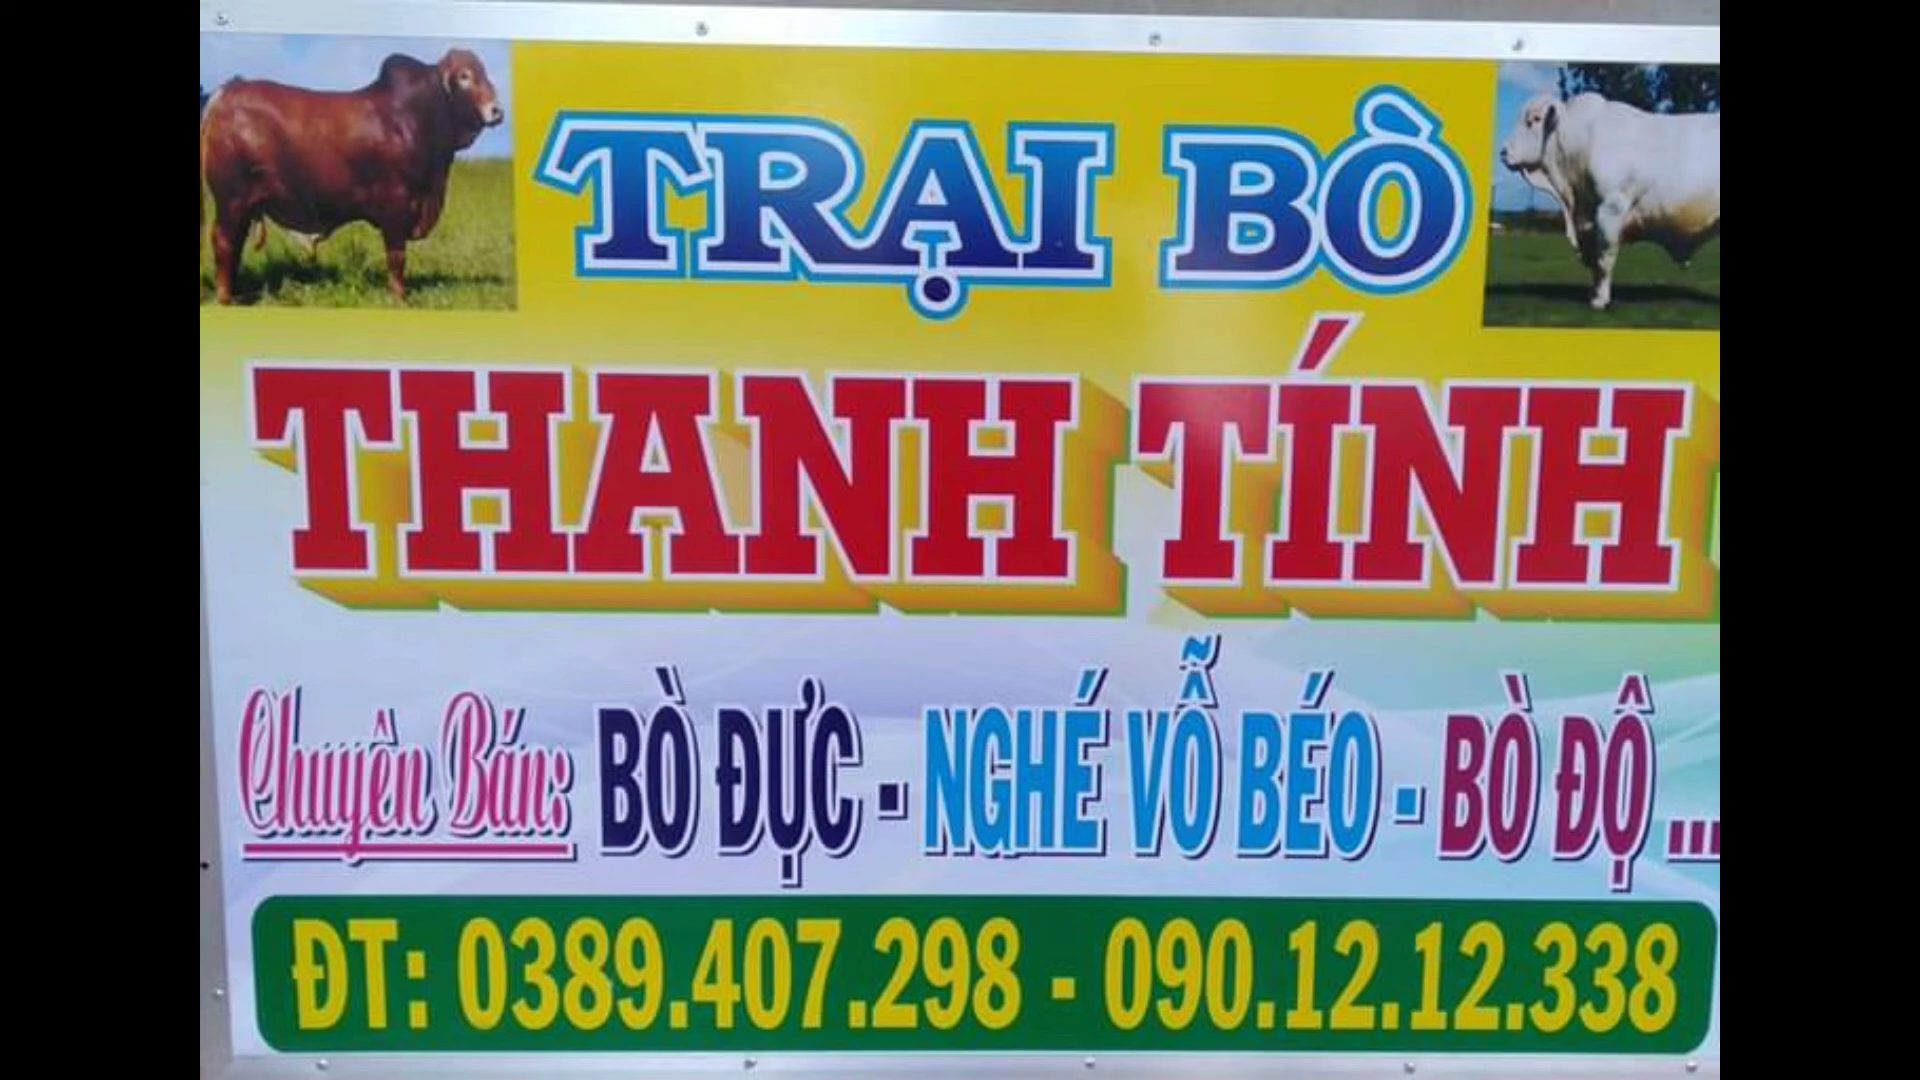 TRẠI BÒ
THANH TÍNH
Chuyên Bán: BÒ ĐỰC - NGHÉ VỖ BÉO - BÒ ĐỘ ...
ĐT: 0389.407.298 - 090.12.12.338